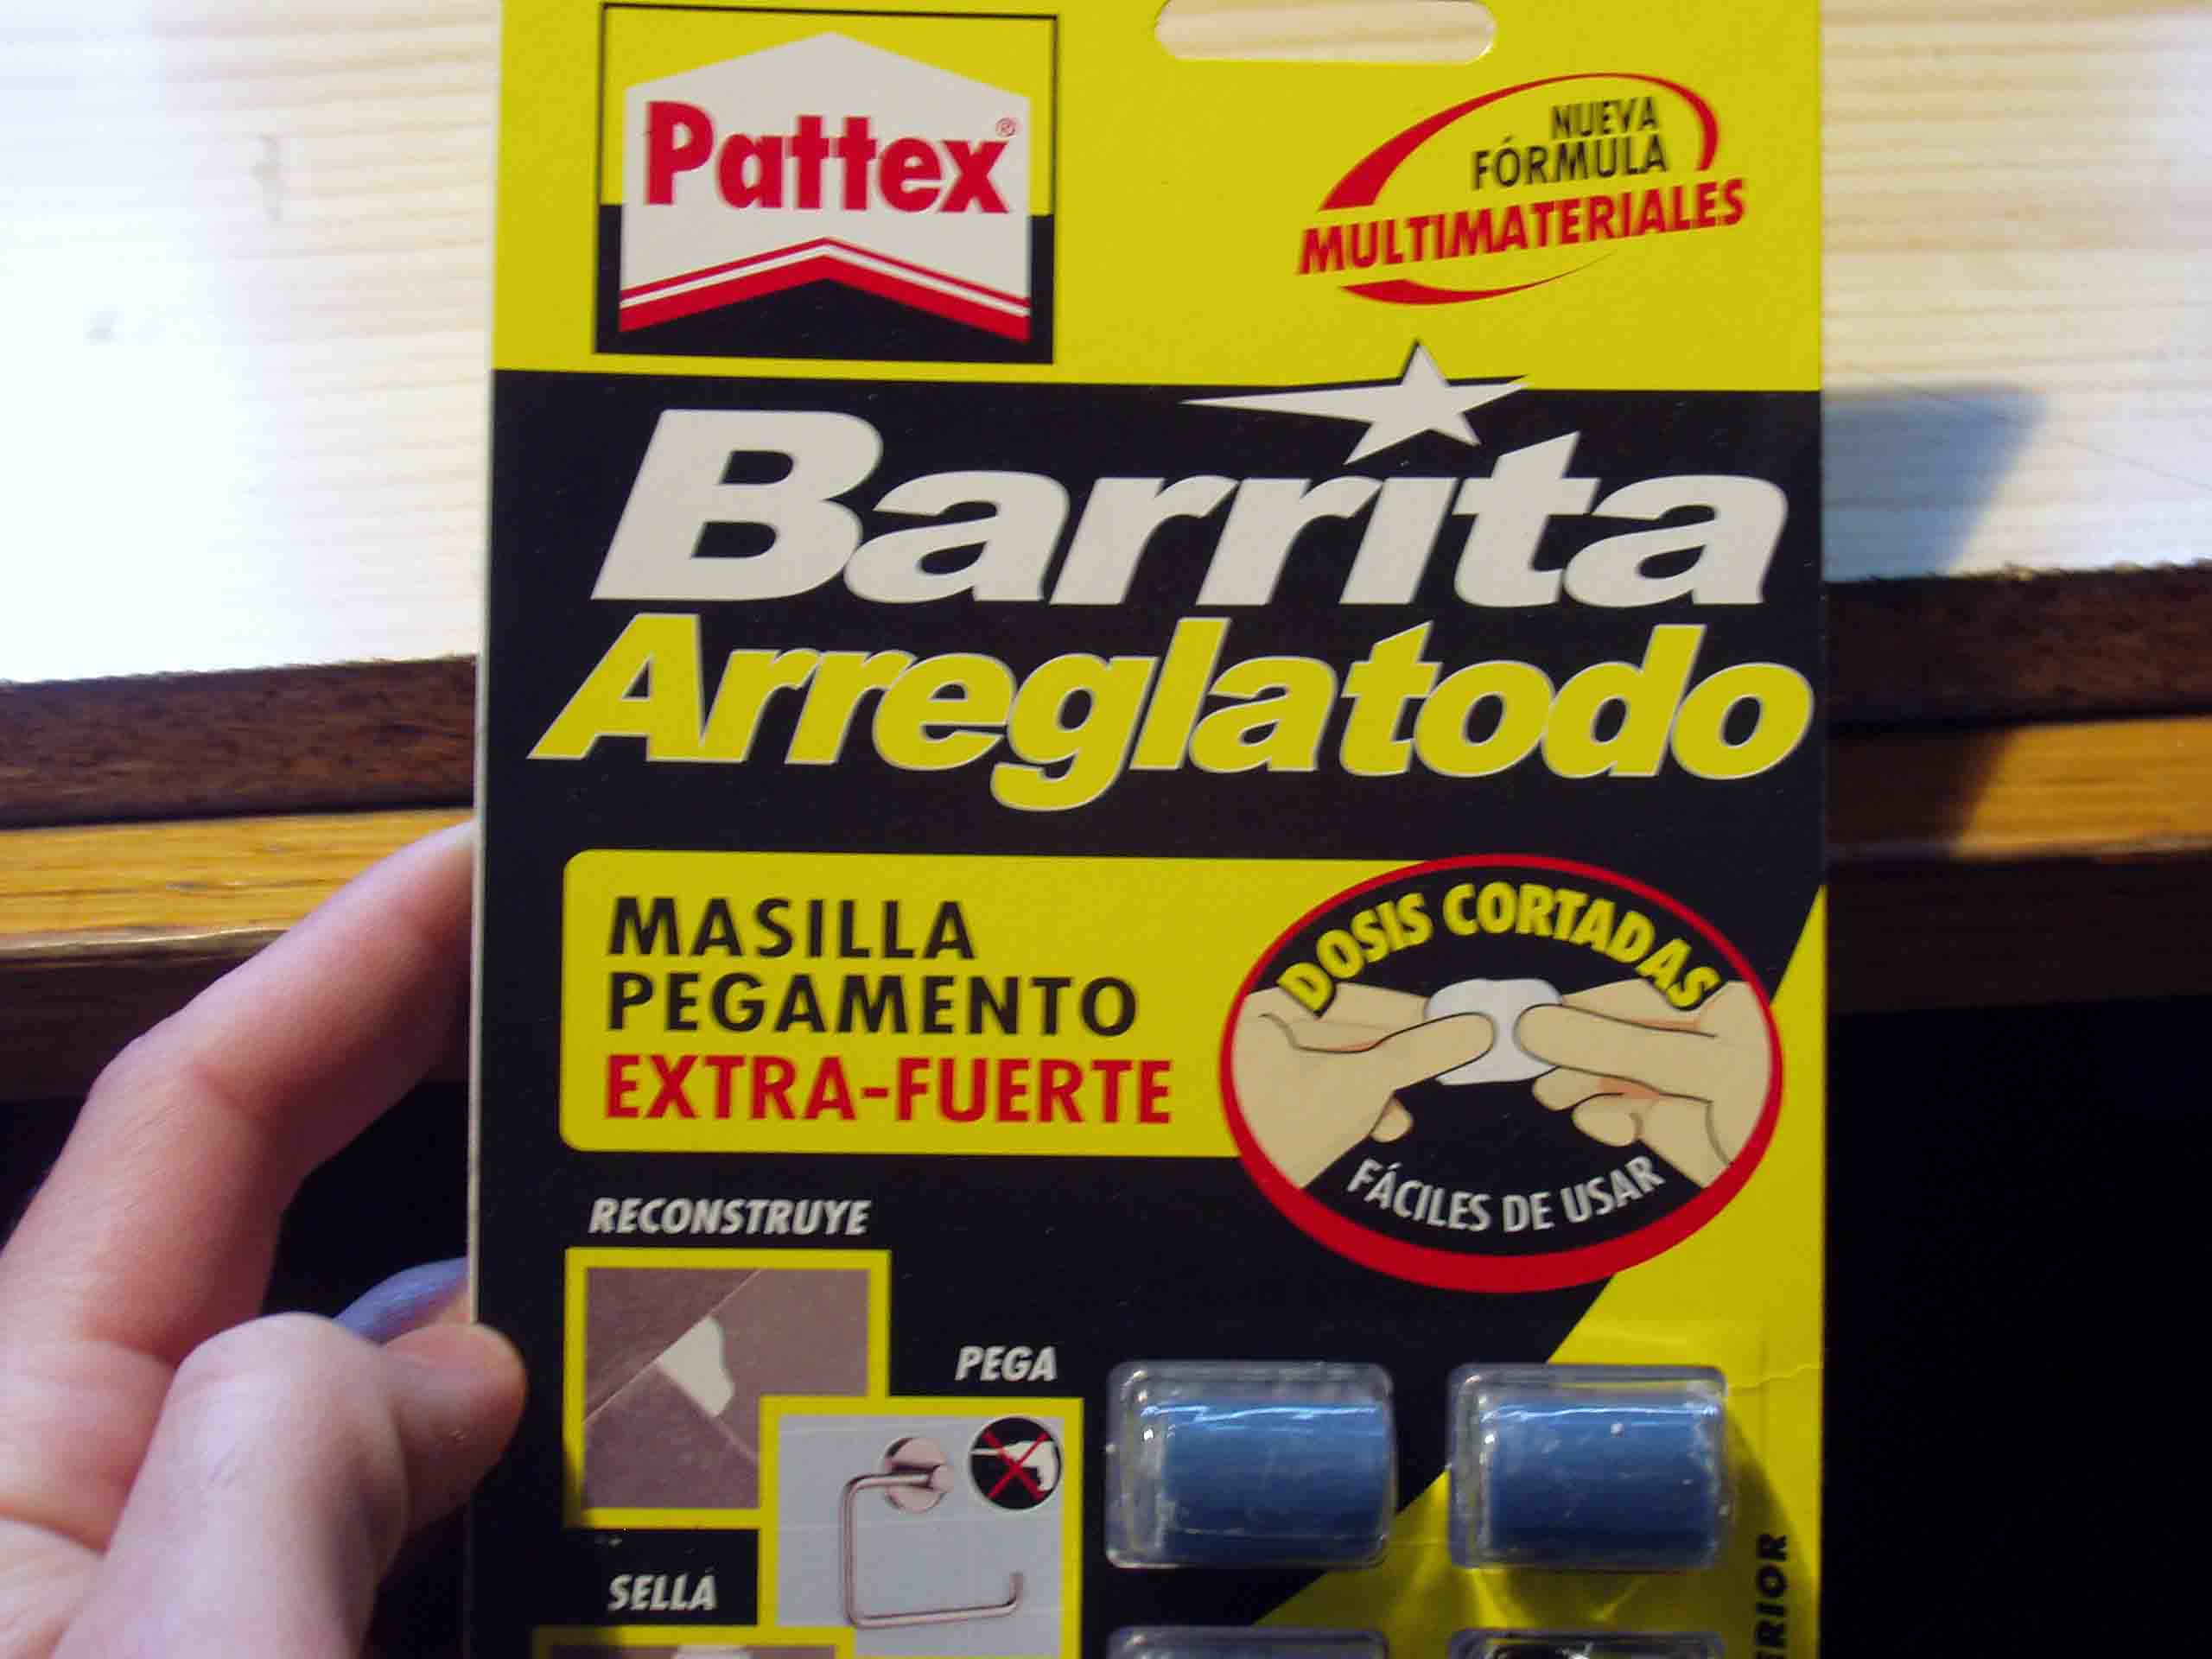 Pattex®
NUEVA
FÓRMULA
MULTIMATERIALES
Barrita
Arreglatodo
MASILLA
PEGAMENTO
EXTRA-FUERTE
DOSIS CORTADAS
FÁCILES DE USAR
RECONSTRUYE
PEGA
SELLA